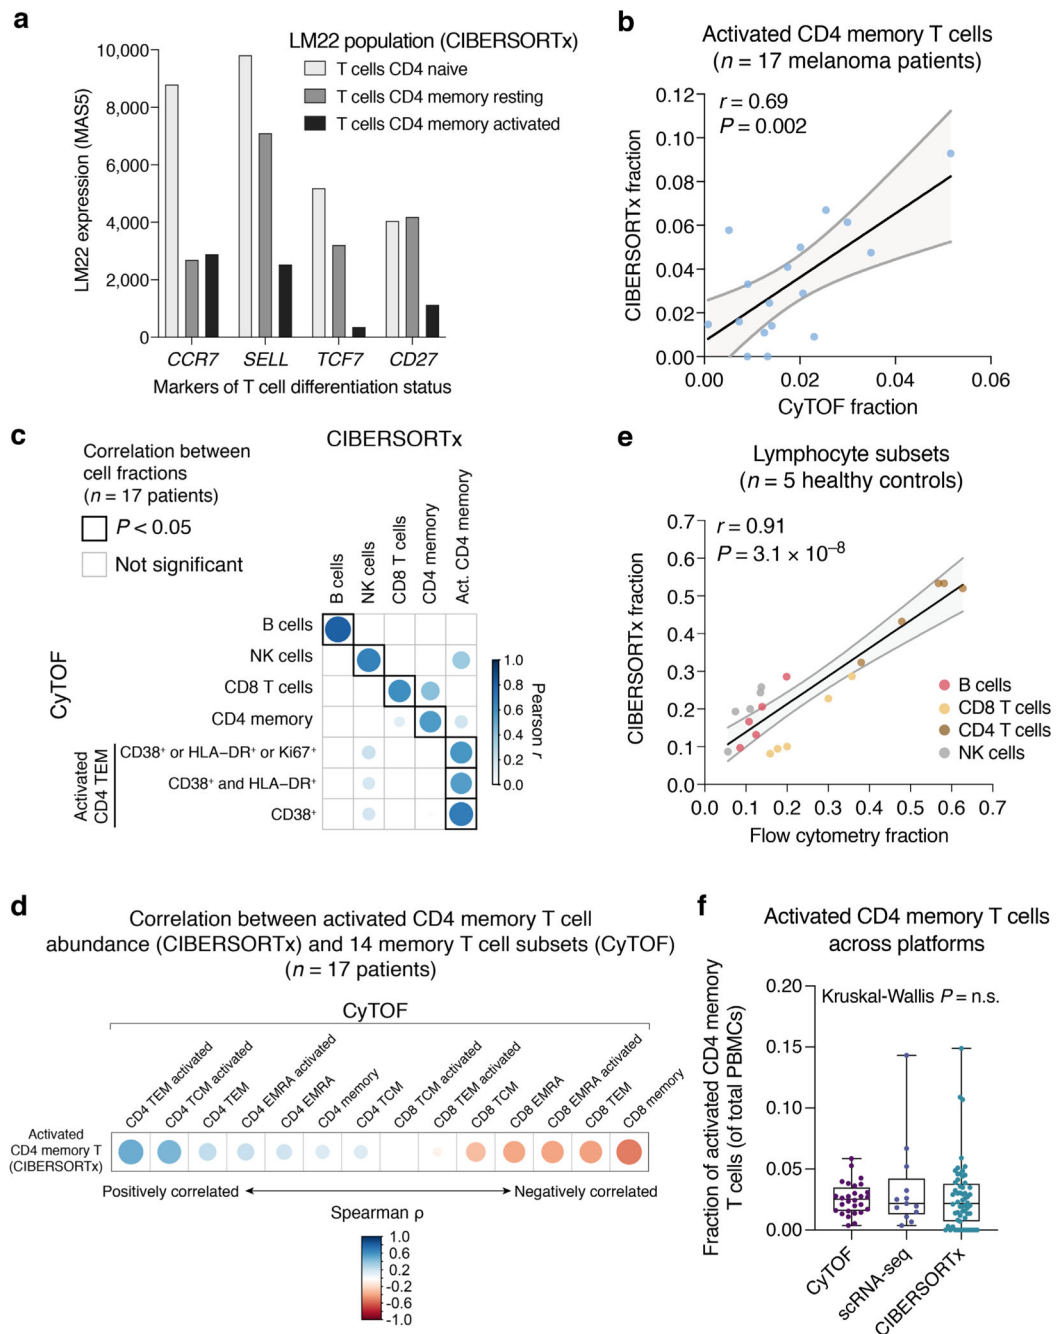 a
LM22 population (CIBERSORTx)
T cells CD4 naive
T cells CD4 memory resting
T cells CD4 memory activated
LM22 expression (MAS5)
10,000
8,000
6,000
4,000
2,000
0
CCR7 SELL TCF7 CD27
Markers of T cell differentiation status
b
Activated CD4 memory T cells
(n = 17 melanoma patients)
r = 0.69
P = 0.002
CIBERSORTx fraction
0.12
0.10
0.08
0.06
0.04
0.02
0.00
0.00 0.02 0.04 0.06
CyTOF fraction
c
Correlation between
cell fractions
(n = 17 patients)
P < 0.05
Not significant
CIBERSORTx
B cells
NK cells
CD8 T cells
CD4 memory
Act. CD4 memory
CyTOF
B cells
NK cells
CD8 T cells
CD4 memory
Activated
CD4 TEM
CD38⁺ or HLA–DR⁺ or Ki67⁺
CD38⁺ and HLA–DR⁺
CD38⁺
1.0
0.8
0.6
0.4
0.2
0.0
Pearson r
e
Lymphocyte subsets
(n = 5 healthy controls)
r = 0.91
P = 3.1 × 10⁻⁸
CIBERSORTx fraction
0.7
0.6
0.5
0.4
0.3
0.2
0.1
0.0
B cells
CD8 T cells
CD4 T cells
NK cells
0.0 0.1 0.2 0.3 0.4 0.5 0.6 0.7
Flow cytometry fraction
d
Correlation between activated CD4 memory T cell
abundance (CIBERSORTx) and 14 memory T cell subsets (CyTOF)
(n = 17 patients)
CyTOF
CD4 TEM activated
CD4 TCM activated
CD4 TEM
CD4 EMRA activated
CD4 EMRA
CD4 memory
CD4 TCM
CD8 TCM activated
CD8 TEM activated
CD8 TCM
CD8 EMRA
CD8 EMRA activated
CD8 TEM
CD8 memory
Activated
CD4 memory T
(CIBERSORTx)
Positively correlated
Negatively correlated
Spearman ρ
1.0
0.6
0.2
-0.2
-0.6
-1.0
f
Activated CD4 memory T cells
across platforms
Kruskal-Wallis P = n.s.
Fraction of activated CD4 memory
T cells (of total PBMCs)
0.20
0.15
0.10
0.05
0.00
CyTOF
scRNA-seq
CIBERSORTx